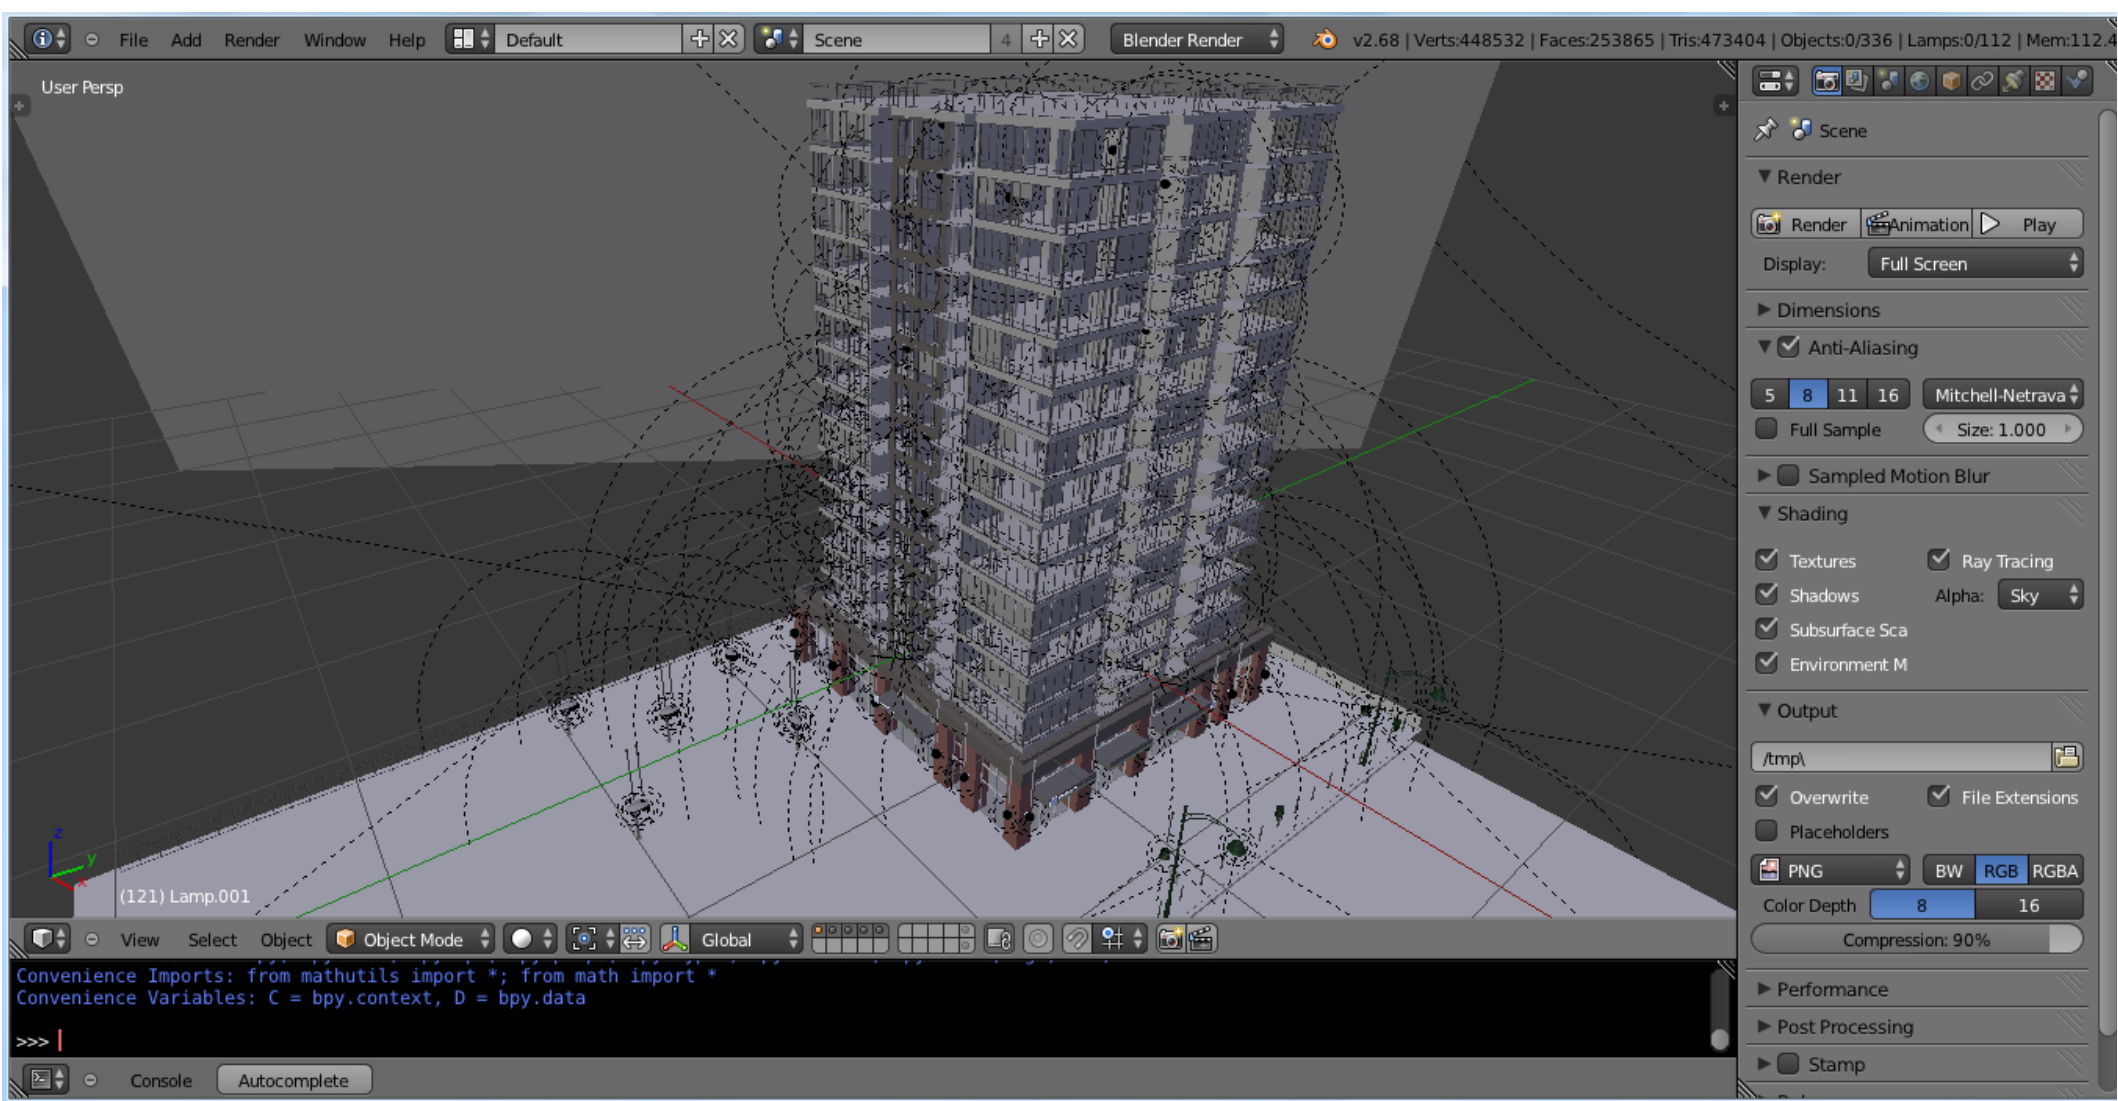 File Add Render Window Help Default Scene 4 Blender Render v2.68 | Verts:448532 | Faces:253865 | Tris:473404 | Objects:0/336 | Lamps:0/112 | Mem:112.4
User Persp
(121) Lamp.001
z
y
x
View Select Object Object Mode Global
Convenience Imports: from mathutils import *; from math import *
Convenience Variables: C = bpy.context, D = bpy.data
>>>
Console Autocomplete
Scene
Render
Render Animation Play
Display: Full Screen
Dimensions
Anti-Aliasing
5 8 11 16 Mitchell-Netrava
Full Sample Size: 1.000
Sampled Motion Blur
Shading
Textures Ray Tracing
Shadows Alpha: Sky
Subsurface Sca
Environment M
Output
/tmp\
Overwrite File Extensions
Placeholders
PNG BW RGB RGBA
Color Depth 8 16
Compression: 90%
Performance
Post Processing
Stamp